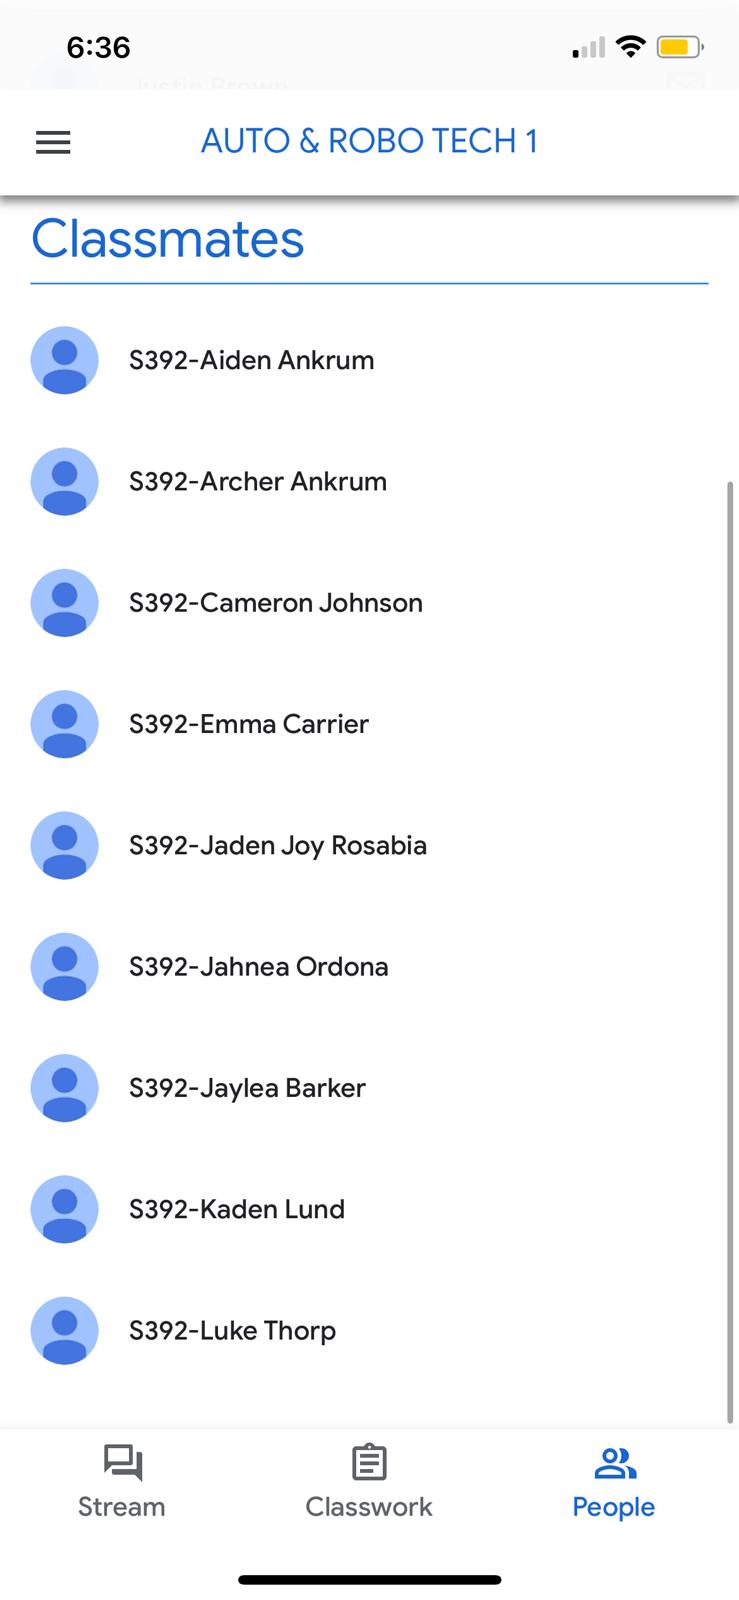 6:36
Justin Brown
AUTO & ROBO TECH 1
Classmates
S392-Aiden Ankrum
S392-Archer Ankrum
S392-Cameron Johnson
S392-Emma Carrier
S392-Jaden Joy Rosabia
S392-Jahnea Ordona
S392-Jaylea Barker
S392-Kaden Lund
S392-Luke Thorp
Stream
Classwork
People